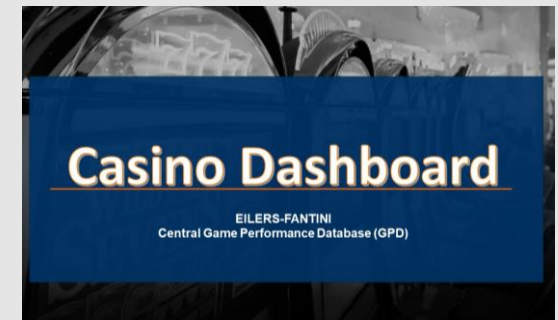 Casino Dashboard
EILERS-FANTINI
Central Game Performance Database (GPD)